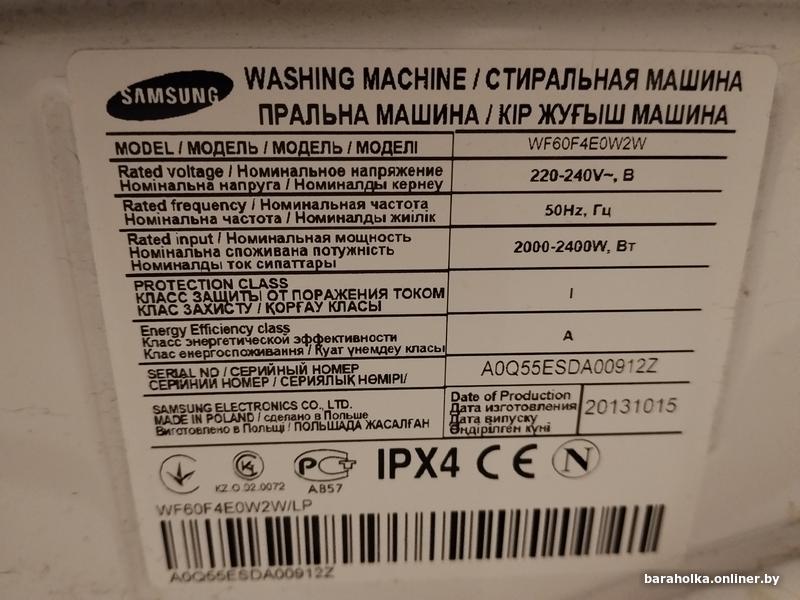 SAMSUNG
WASHING MACHINE / СТИРАЛЬНАЯ МАШИНА
ПРАЛЬНА МАШИНА / КІР ЖУҒЫШ МАШИНА
MODEL / МОДЕЛЬ / МОДЕЛЬ / МОДЕЛІ
WF60F4E0W2W
Rated voltage / Номинальное напряжение
Номінальна напруга / Номиналды кернеу
220-240V~, В
Rated frequency / Номинальная частота
Номінальна частота / Номиналды жиілік
50Hz, Гц
Rated input / Номинальная мощность
Номінальна споживана потужність
Номиналды ток сипаттары
2000-2400W, Вт
PROTECTION CLASS
КЛАСС ЗАЩИТЫ ОТ ПОРАЖЕНИЯ ТОКОМ
КЛАС ЗАХИСТУ / ҚОРҒАУ КЛАСЫ
I
Energy Efficiency class
Класс энергетической эффективности
Клас енергоспоживання / Қуат үнемдеу класы
A
SERIAL NO / СЕРИЙНЫЙ НОМЕР
СЕРІЙНИЙ НОМЕР / СЕРИЯЛЫҚ НӨМІРІ/
A0Q55ESDA00912Z
SAMSUNG ELECTRONICS CO., LTD.
MADE IN POLAND / сделано в Польше
Виготовлено в Польщі / ПОЛЬШАДА ЖАСАЛҒАН
Date of Production
Дата изготовления
Дата випуску
Өндірілген күні
20131015
KZ.O.02.0072
АВ57
IPX4 CE N
WF60F4E0W2W/LP
A0Q55ESDA00912Z
baraholka.onliner.by